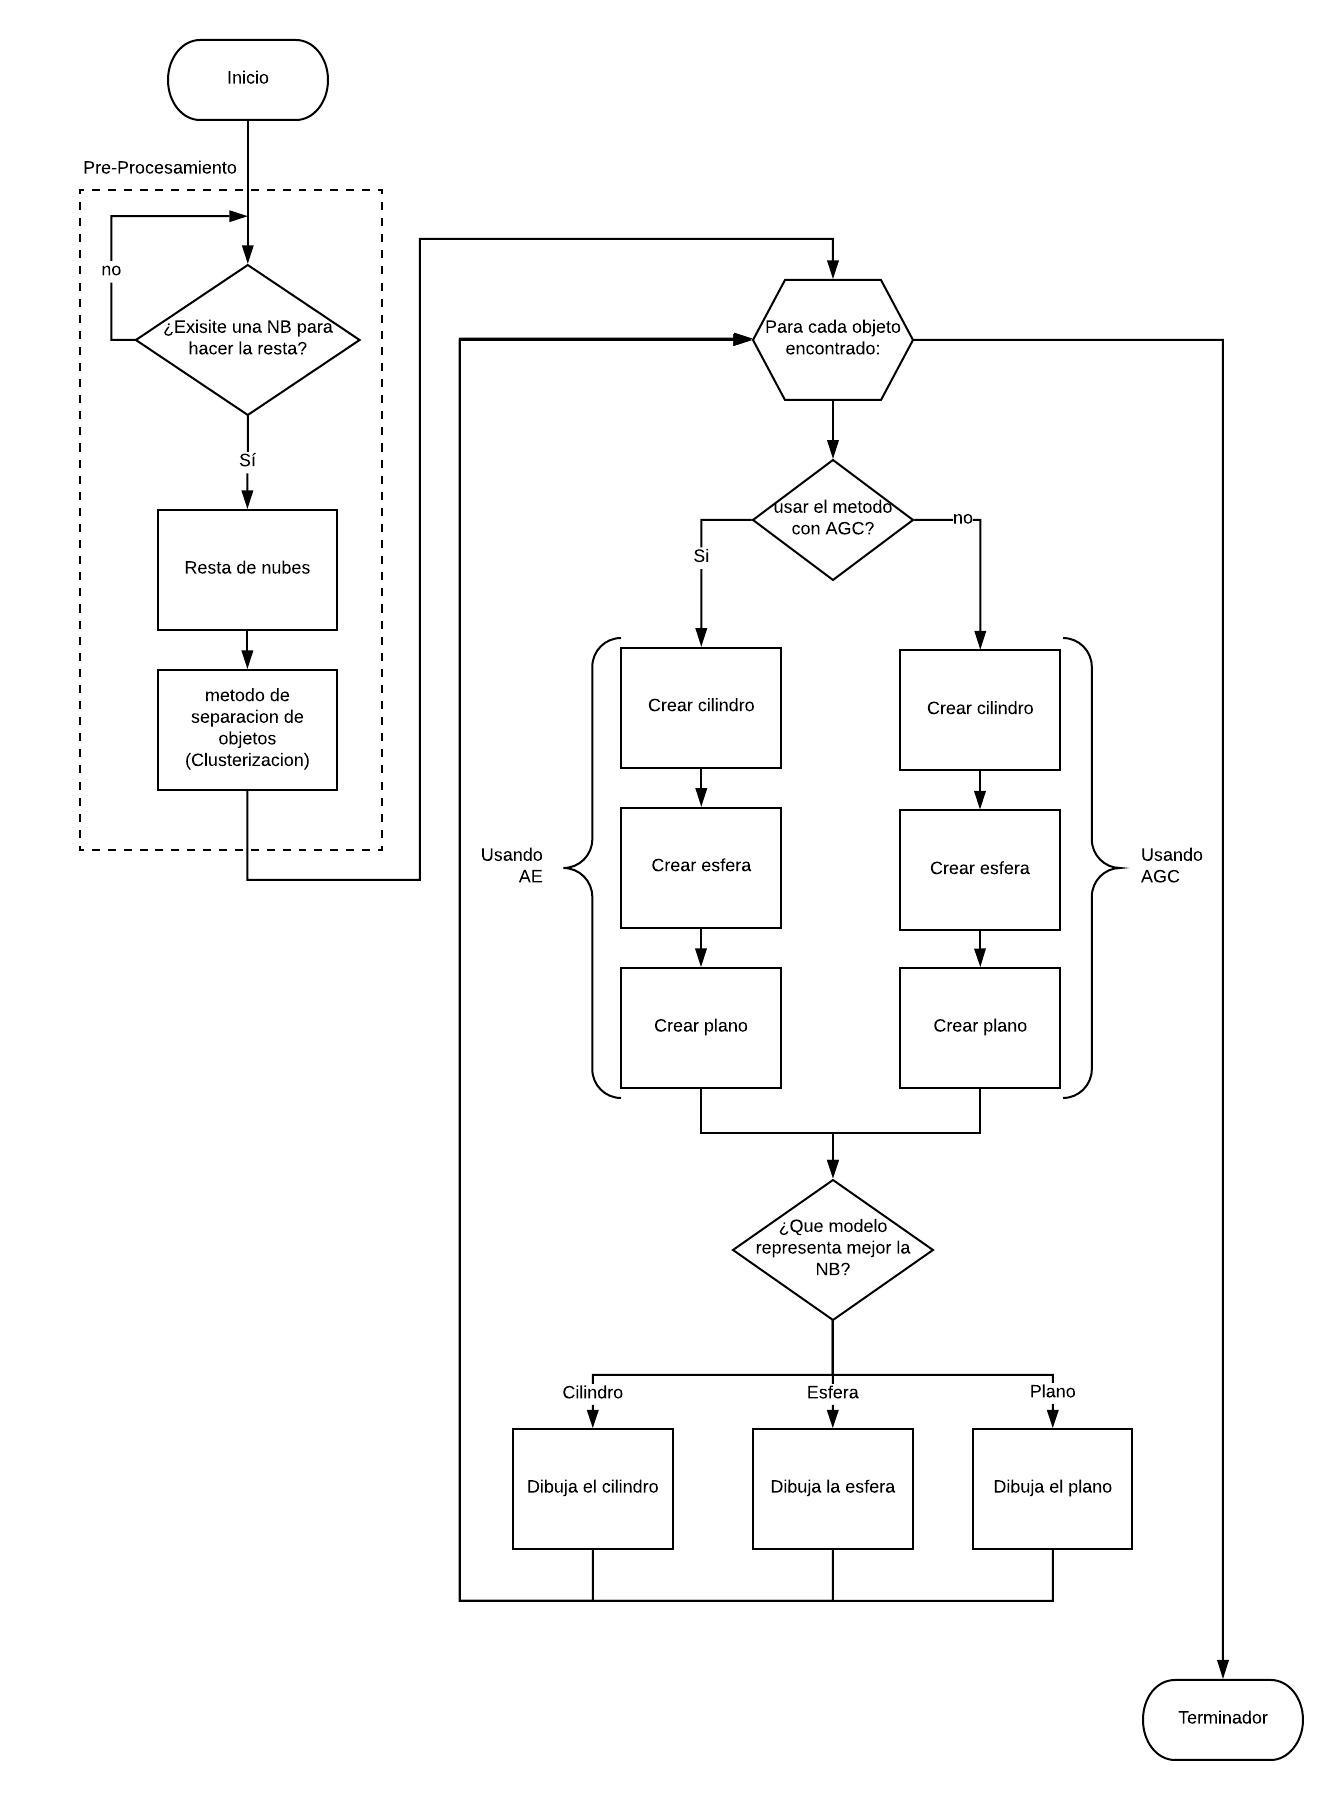 Inicio
Pre-Procesamiento
no
¿Exisite una NB para
hacer la resta?
Sí
Resta de nubes
metodo de
separacion de
objetos
(Clusterizacion)
Para cada objeto
encontrado:
usar el metodo
con AGC?
Si
no
Crear cilindro
Crear esfera
Crear plano
Usando
AE
Crear cilindro
Crear esfera
Crear plano
Usando
AGC
¿Que modelo
representa mejor la
NB?
Cilindro
Esfera
Plano
Dibuja el cilindro
Dibuja la esfera
Dibuja el plano
Terminador